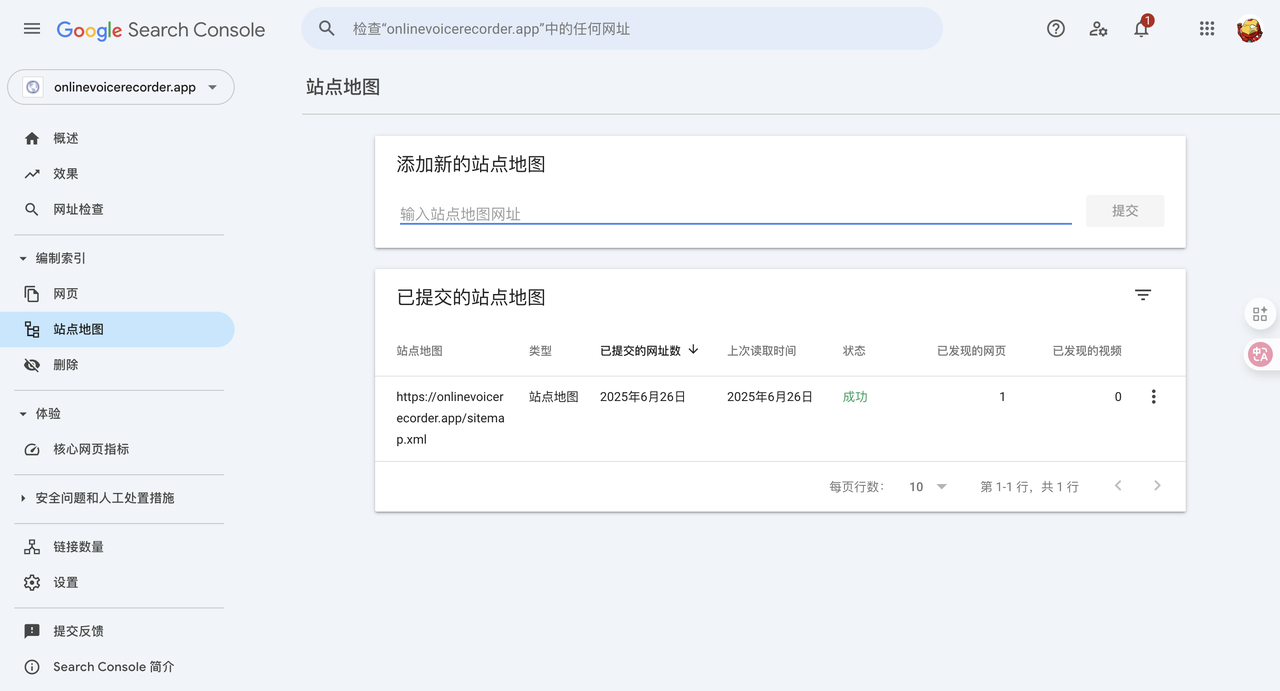 Google Search Console
检查“onlinevoicerecorder.app”中的任何网址
1
onlinevoicerecorder.app
站点地图
概述
效果
网址检查
编制索引
网页
站点地图
删除
体验
核心网页指标
安全问题和人工处置措施
链接数量
设置
提交反馈
Search Console 简介
添加新的站点地图
输入站点地图网址
提交
已提交的站点地图
站点地图 类型 已提交的网址数 上次读取时间 状态 已发现的网页 已发现的视频
https://onlinevoicer 站点地图 2025年6月26日 2025年6月26日 成功 1 0
ecorder.app/sitema
p.xml
每页行数： 10 第 1-1 行，共 1 行
中A